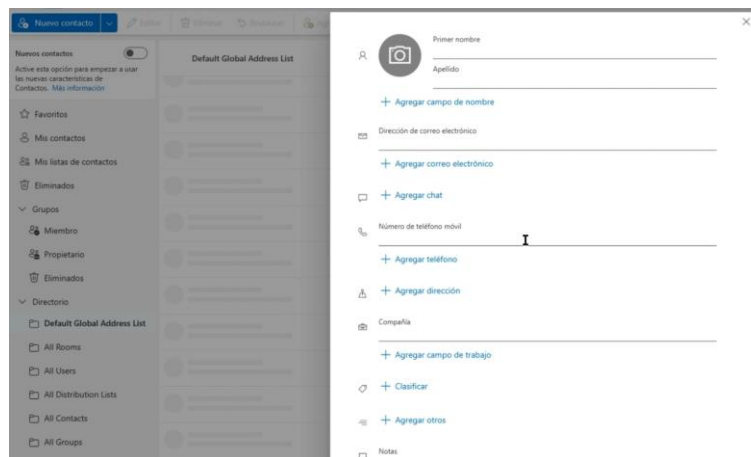 Nuevo contacto
Editar
Eliminar
Restaurar
Nuevos contactos
Active esta opción para empezar a usar
las nuevas características de
Contactos. Más información
Favoritos
Mis contactos
Mis listas de contactos
Eliminados
Grupos
Miembro
Propietario
Eliminados
Directorio
Default Global Address List
All Rooms
All Users
All Distribution Lists
All Contacts
All Groups
Default Global Address List
Primer nombre
Apellido
Agregar campo de nombre
Dirección de correo electrónico
Agregar correo electrónico
Agregar chat
Número de teléfono móvil
Agregar teléfono
Agregar dirección
Compañía
Agregar campo de trabajo
Clasificar
Agregar otros
Notas